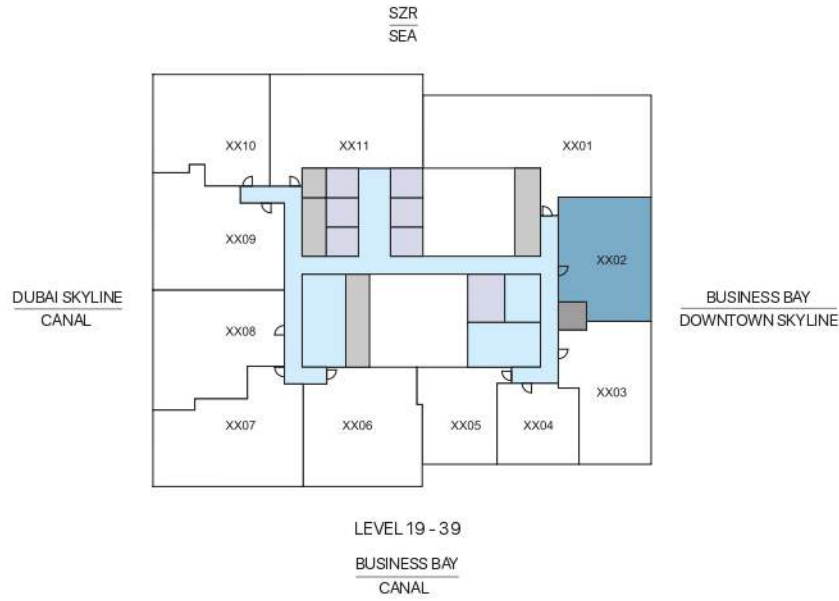 SZR
SEA
XX10
XX11
XX01
XX09
XX02
DUBAI SKYLINE
CANAL
BUSINESS BAY
DOWNTOWN SKYLINE
XX08
XX03
XX07
XX06
XX05
XX04
LEVEL 19 - 39
BUSINESS BAY
CANAL